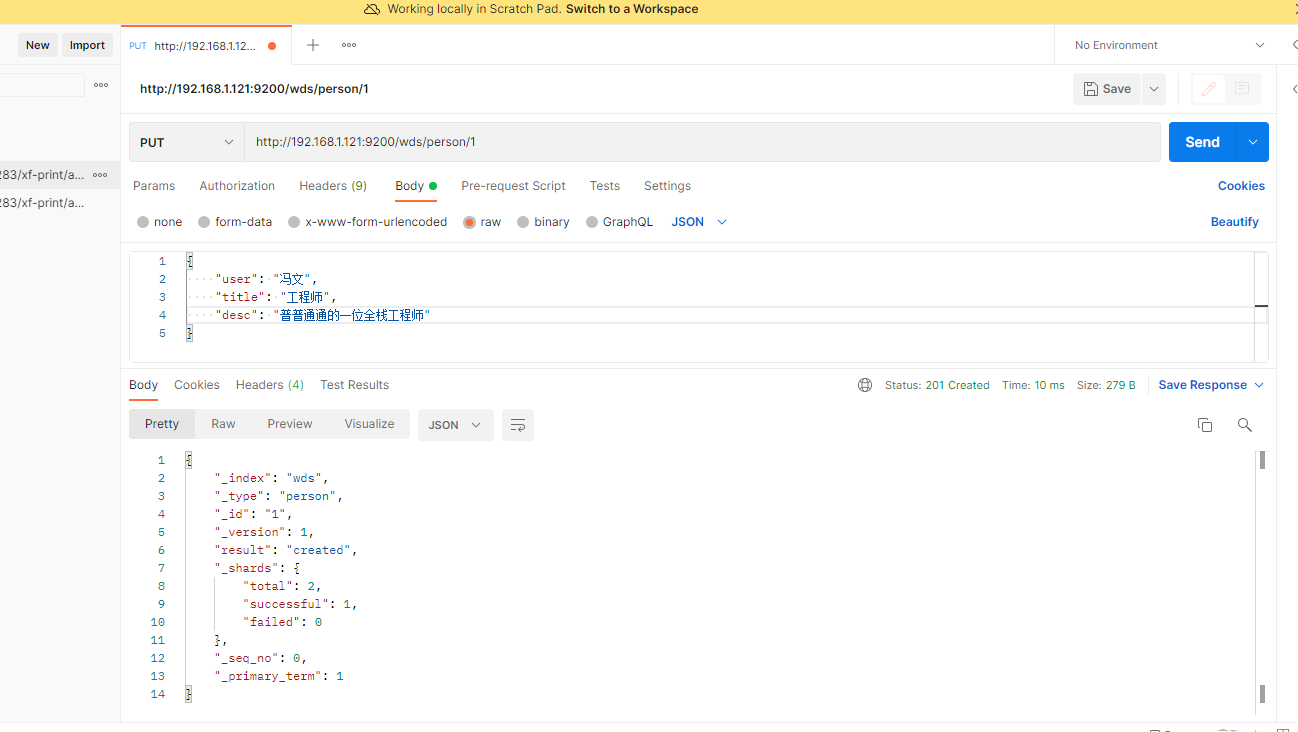 Working locally in Scratch Pad. Switch to a Workspace
New Import PUT http://192.168.1.12... No Environment
http://192.168.1.121:9200/wds/person/1 Save
PUT http://192.168.1.121:9200/wds/person/1 Send
283/xf-print/a...
283/xf-print/a...
Params Authorization Headers (9) Body Pre-request Script Tests Settings Cookies
none form-data x-www-form-urlencoded raw binary GraphQL JSON Beautify
1 {
2 "user": "冯文",
3 "title": "工程师",
4 "desc": "普普通通的一位全栈工程师"
5 }
Body Cookies Headers (4) Test Results Status: 201 Created Time: 10 ms Size: 279 B Save Response
Pretty Raw Preview Visualize JSON
1 {
2 "_index": "wds",
3 "_type": "person",
4 "_id": "1",
5 "_version": 1,
6 "result": "created",
7 "_shards": {
8 "total": 2,
9 "successful": 1,
10 "failed": 0
11 },
12 "_seq_no": 0,
13 "_primary_term": 1
14 }